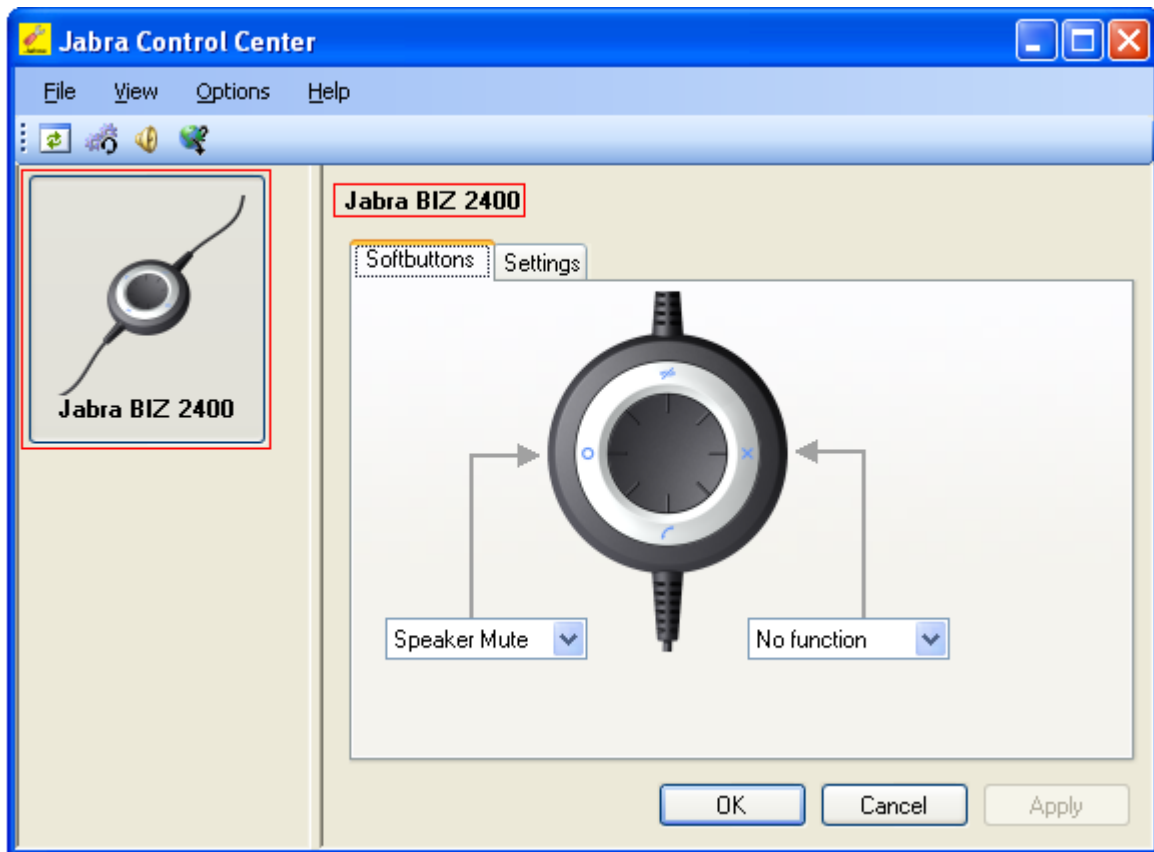 Jabra Control Center
File View Options Help
Jabra BIZ 2400
Jabra BIZ 2400
Softbuttons Settings
Speaker Mute No function
OK Cancel Apply